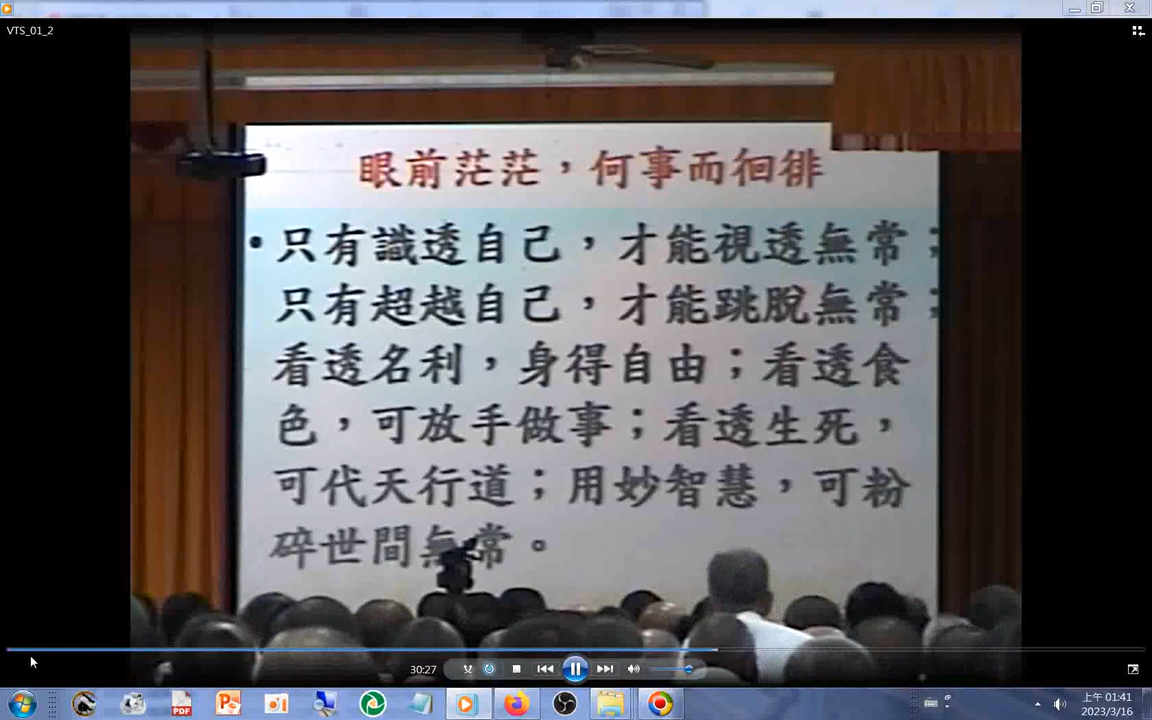 VTS_01_2
眼前茫茫，何事而徊徘
•只有識透自己，才能視透無常；
只有超越自己，才能跳脫無常；
看透名利，身得自由；看透食
色，可放手做事；看透生死，
可代天行道；用妙智慧，可粉
碎世間無常。
30:27
PDF
上午 01:41
2023/3/16